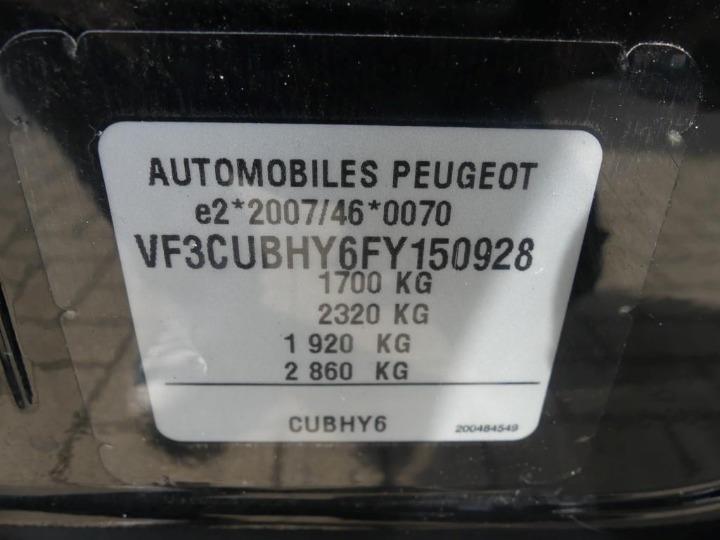 AUTOMOBILES PEUGEOT
e2*2007/46*0070
VF3CUBHY6FY150928
1700 KG
2320 KG
1 920 KG
2 860 KG
CUBHY6 200484549